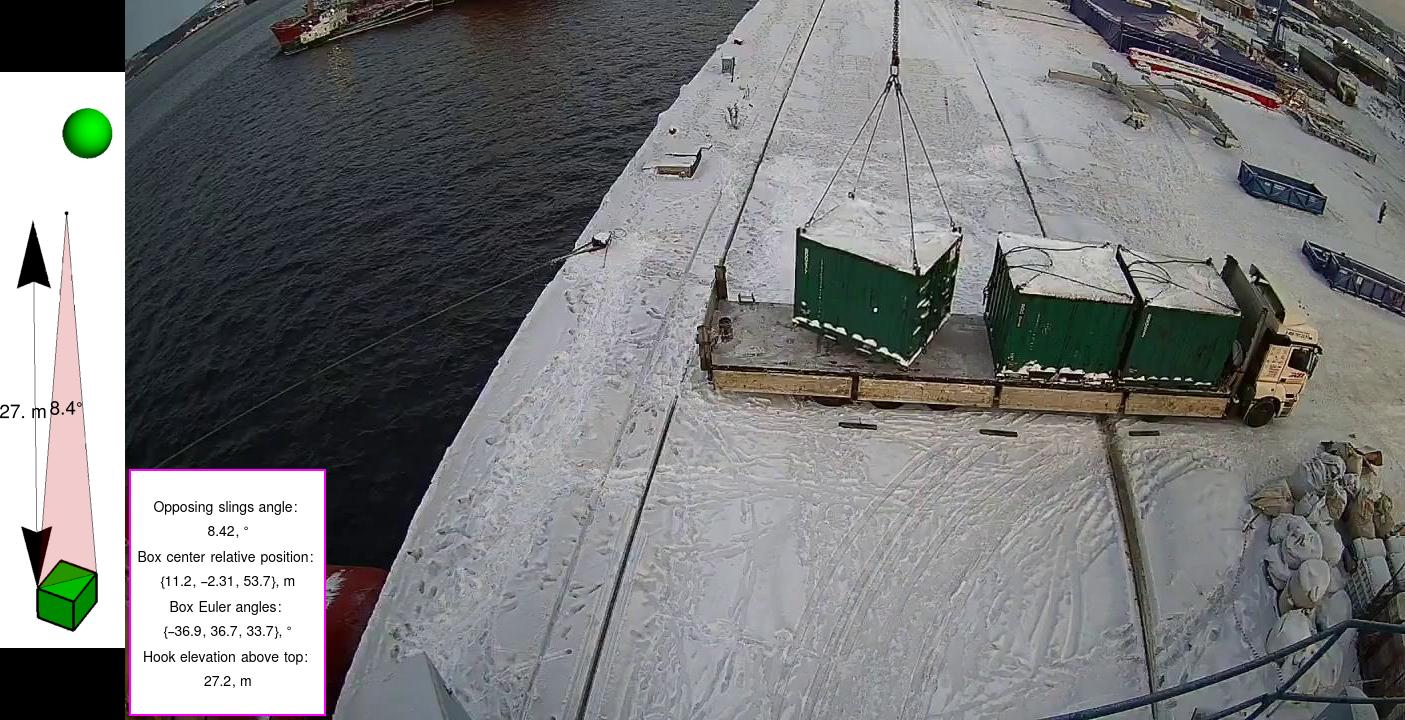 27. m 8.4°
Opposing slings angle:
8.42, °
Box center relative position:
{11.2, −2.31, 53.7}, m
Box Euler angles:
{−36.9, 36.7, 33.7}, °
Hook elevation above top:
27.2, m